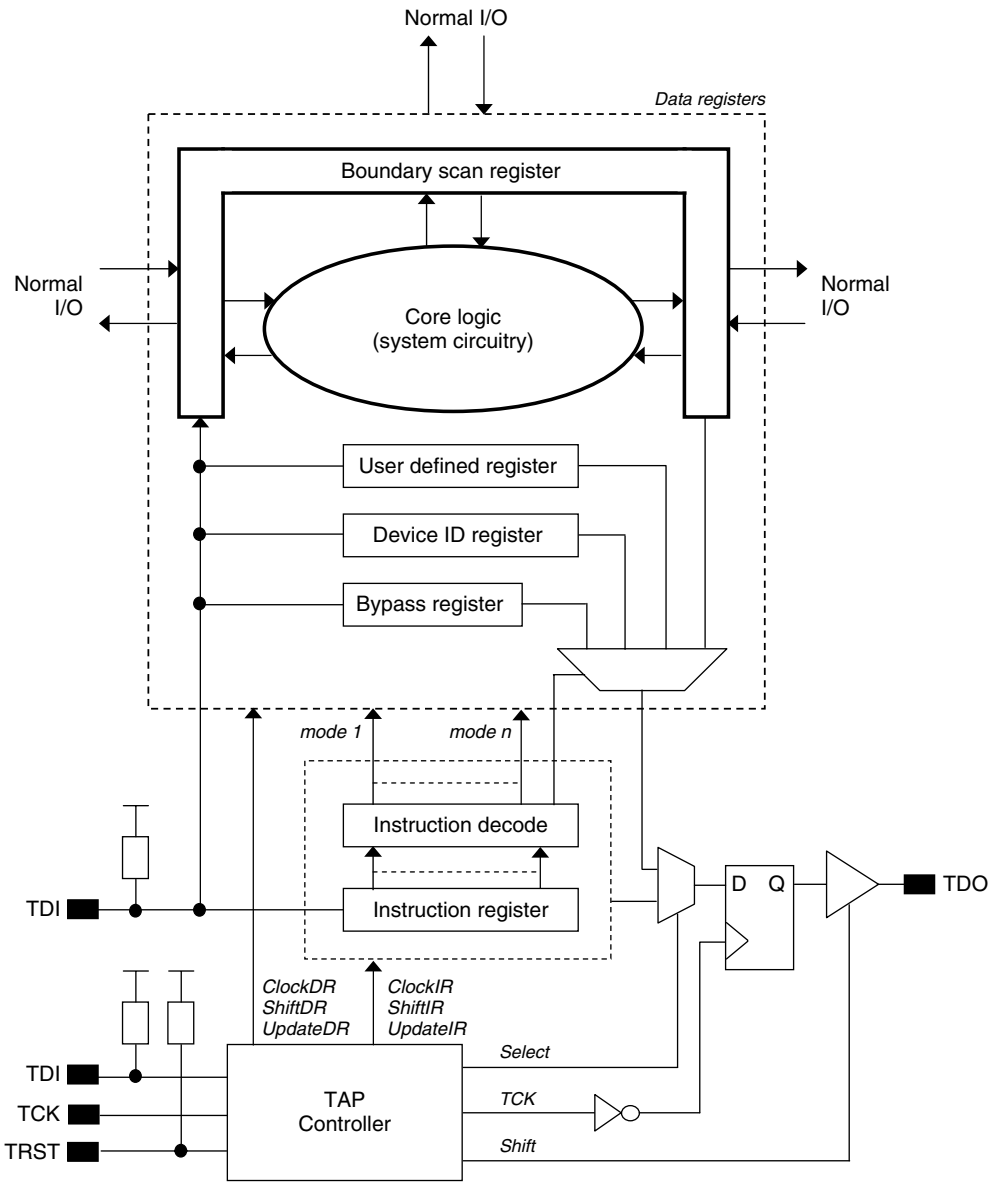 Normal I/O
Data registers
Boundary scan register
Normal
I/O
Core logic
(system circuitry)
Normal
I/O
User defined register
Device ID register
Bypass register
mode 1
mode n
Instruction decode
TDI
Instruction register
D
Q
TDO
ClockDR
ShiftDR
UpdateDR
ClockIR
ShiftIR
UpdateIR
TDI
TCK
TRST
TAP
Controller
Select
TCK
Shift